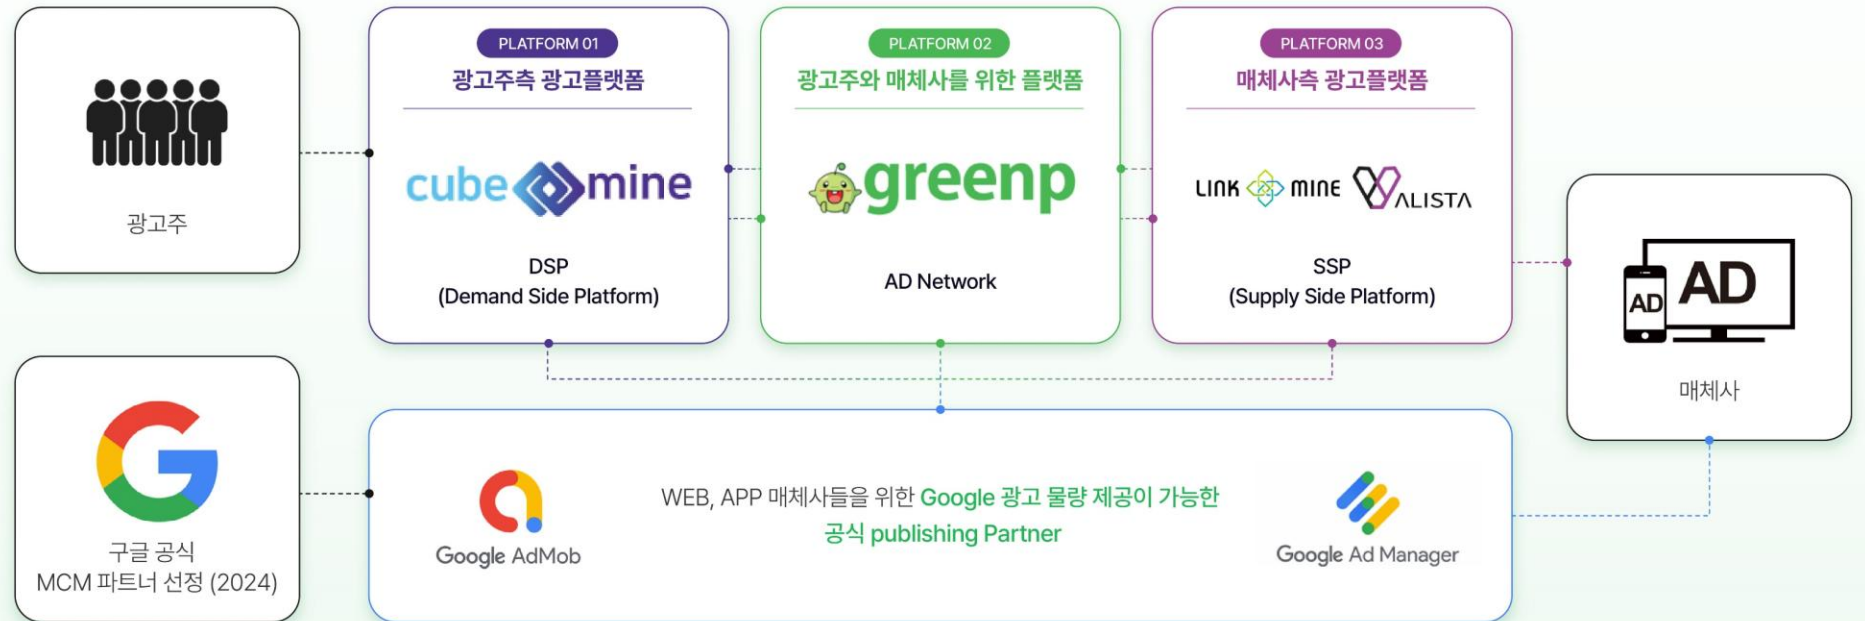 광고주
PLATFORM 01
광고주측 광고플랫폼
cube mine
DSP
(Demand Side Platform)
PLATFORM 02
광고주와 매체사를 위한 플랫폼
greenp
AD Network
PLATFORM 03
매체사측 광고플랫폼
LINK MINE
VALISTA
SSP
(Supply Side Platform)
AD
AD
매체사
구글 공식
MCM 파트너 선정 (2024)
Google AdMob
WEB, APP 매체사들을 위한 Google 광고 물량 제공이 가능한
공식 publishing Partner
Google Ad Manager